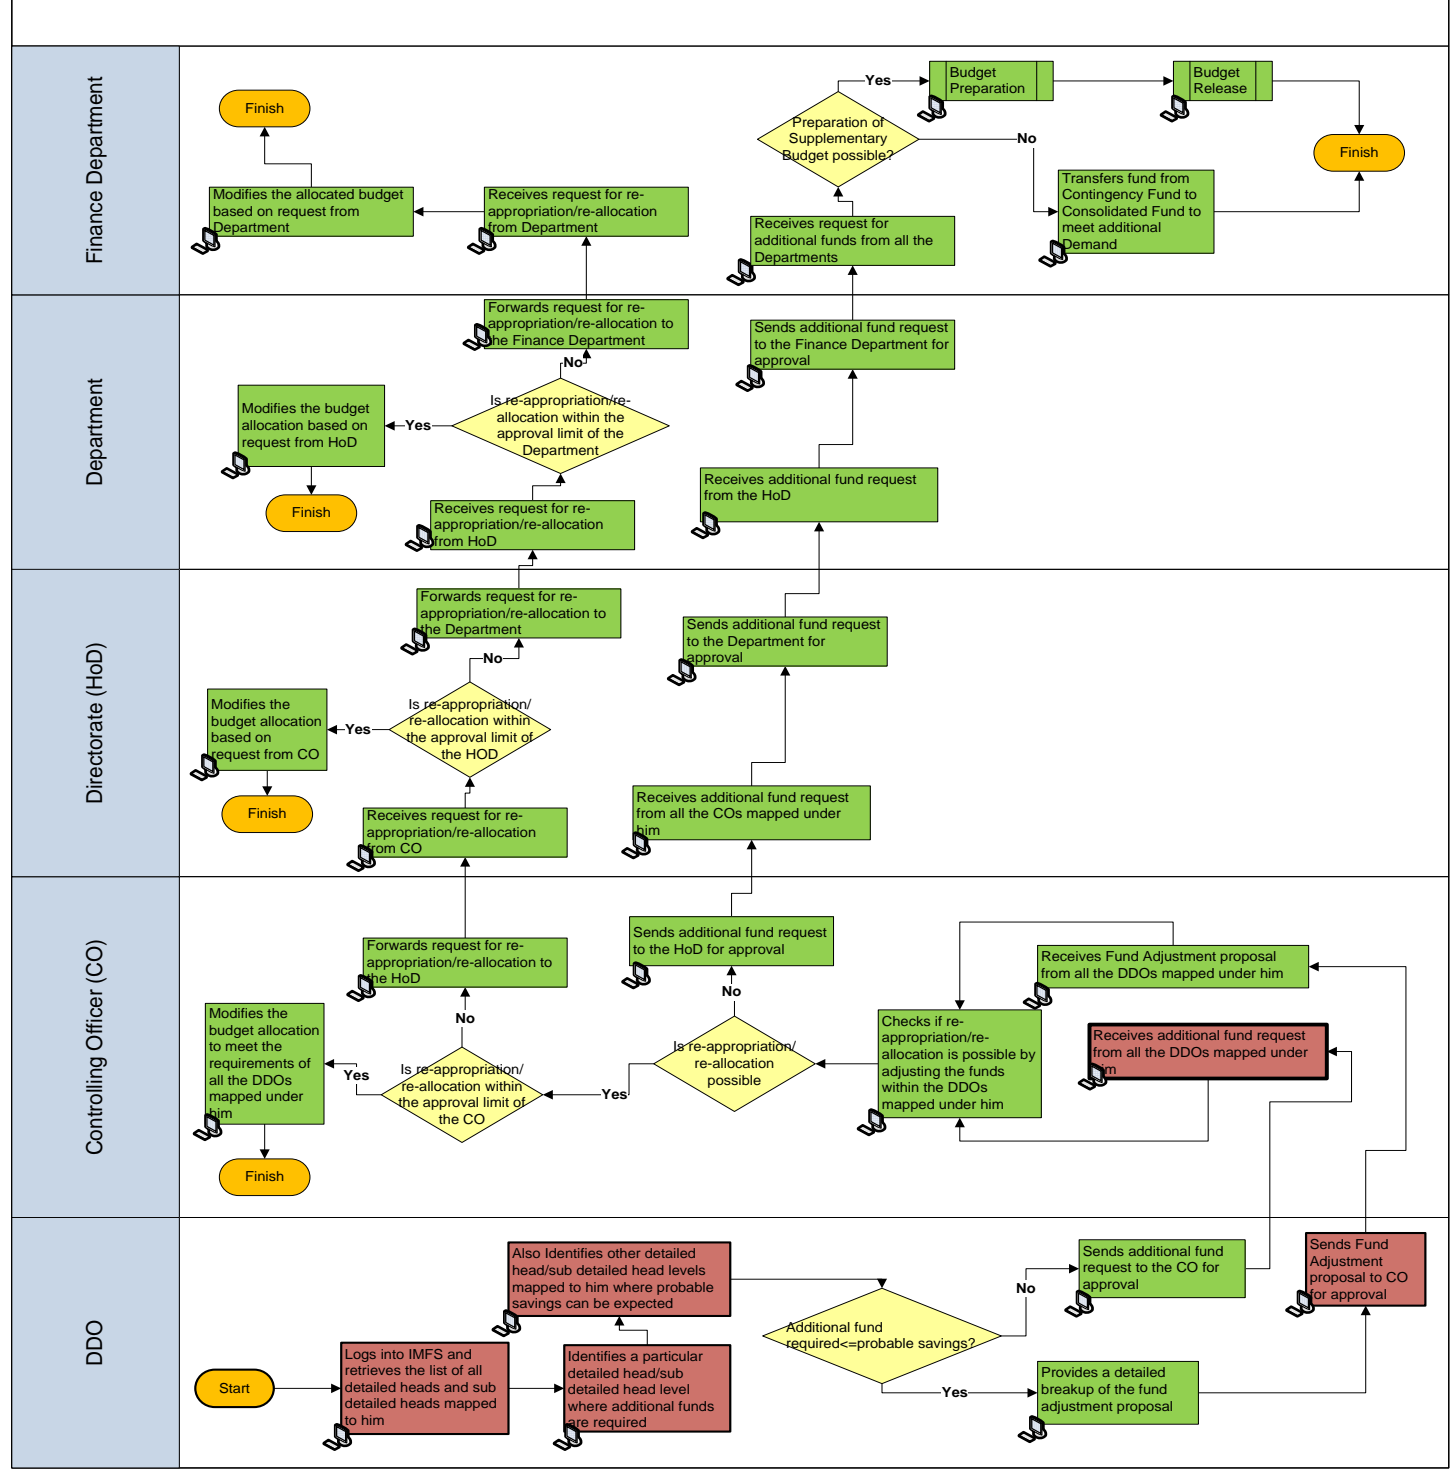 Finance Department
Finish
Modifies the allocated budget
based on request from
Department
Receives request for re-
appropriation/re-allocation
from Department
Preparation of
Supplementary
Budget possible?
Yes
Budget
Preparation
Budget
Release
No
Finish
Transfers fund from
Contingency Fund to
Consolidated Fund to
meet additional
Demand
Receives request for
additional funds from all the
Departments
Department
Forwards request for re-
appropriation/re-allocation to
the Finance Department
No
Is re-appropriation/re-
allocation within the
approval limit of the
Department
Yes
Modifies the budget
allocation based on
request from HoD
Finish
Receives request for re-
appropriation/re-allocation
from HoD
Sends additional fund request
to the Finance Department for
approval
Receives additional fund request
from the HoD
Directorate (HoD)
Forwards request for re-
appropriation/re-allocation to
the Department
No
Is re-appropriation/
re-allocation within
the approval limit of
the HOD
Yes
Modifies the
budget allocation
based on
request from CO
Finish
Receives request for re-
appropriation/re-allocation
from CO
Sends additional fund request
to the Department for
approval
Receives additional fund request
from all the COs mapped under
him
Controlling Officer (CO)
Forwards request for re-
appropriation/re-allocation to
the HoD
No
Is re-appropriation/
re-allocation within
the approval limit of
the CO
Yes
Modifies the
budget allocation
to meet the
requirements of
all the DDOs
mapped under
him
Finish
Sends additional fund request
to the HoD for approval
No
Is re-appropriation/
re-allocation
possible
Yes
Checks if re-
appropriation/re-
allocation is possible by
adjusting the funds
within the DDOs
mapped under him
Receives Fund Adjustment proposal
from all the DDOs mapped under him
Receives additional fund request
from all the DDOs mapped under
him
DDO
Start
Logs into IMFS and
retrieves the list of all
detailed heads and sub
detailed heads mapped
to him
Identifies a particular
detailed head/sub
detailed head level
where additional funds
are required
Also Identifies other detailed
head/sub detailed head levels
mapped to him where probable
savings can be expected
Additional fund
required<=probable savings?
No
Sends additional fund
request to the CO for
approval
Yes
Provides a detailed
breakup of the fund
adjustment proposal
Sends Fund
Adjustment
proposal to CO
for approval